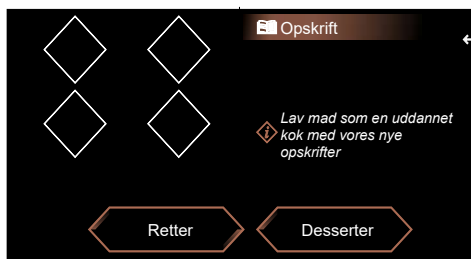 Opskrift
Lav mad som en uddannet
kok med vores nye
opskrifter
Retter
Desserter